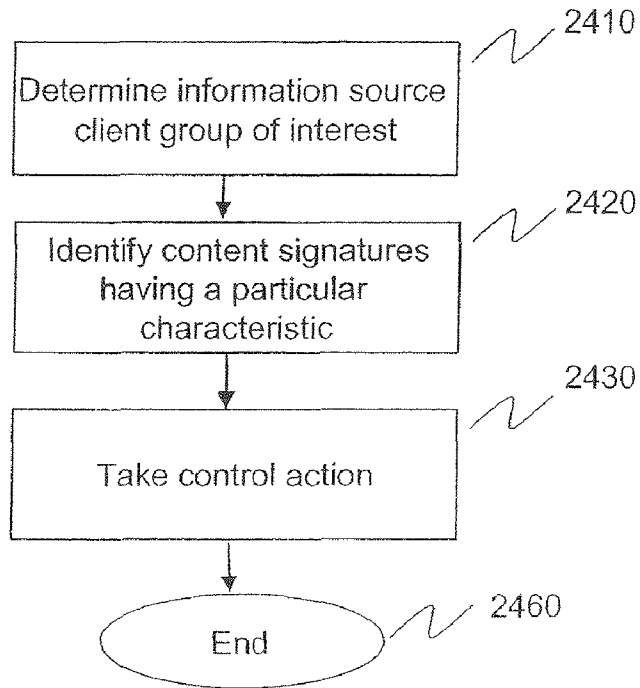 2410
Determine information source
client group of interest
2420
Identify content signatures
having a particular
characteristic
2430
Take control action
2460
End